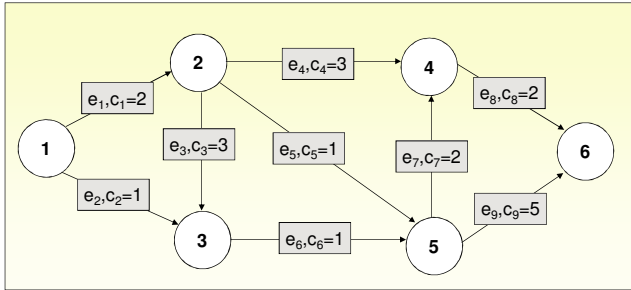 2
4
e4,c4=3
e1,c1=2
e8,c8=2
1
e3,c3=3
e5,c5=1
e7,c7=2
6
e2,c2=1
e9,c9=5
3
e6,c6=1
5